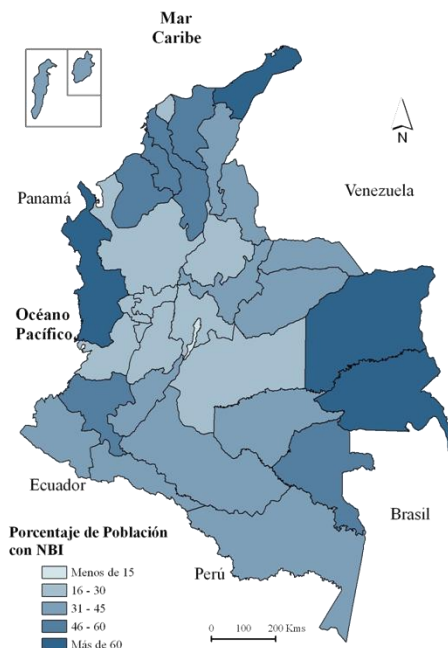 Mar
Caribe
N
Panamá
Venezuela
Océano
Pacífico
Ecuador
Brasil
Perú
Porcentaje de Población
con NBI
Menos de 15
16 - 30
31 - 45
46 - 60
Más de 60
0 100 200 Kms